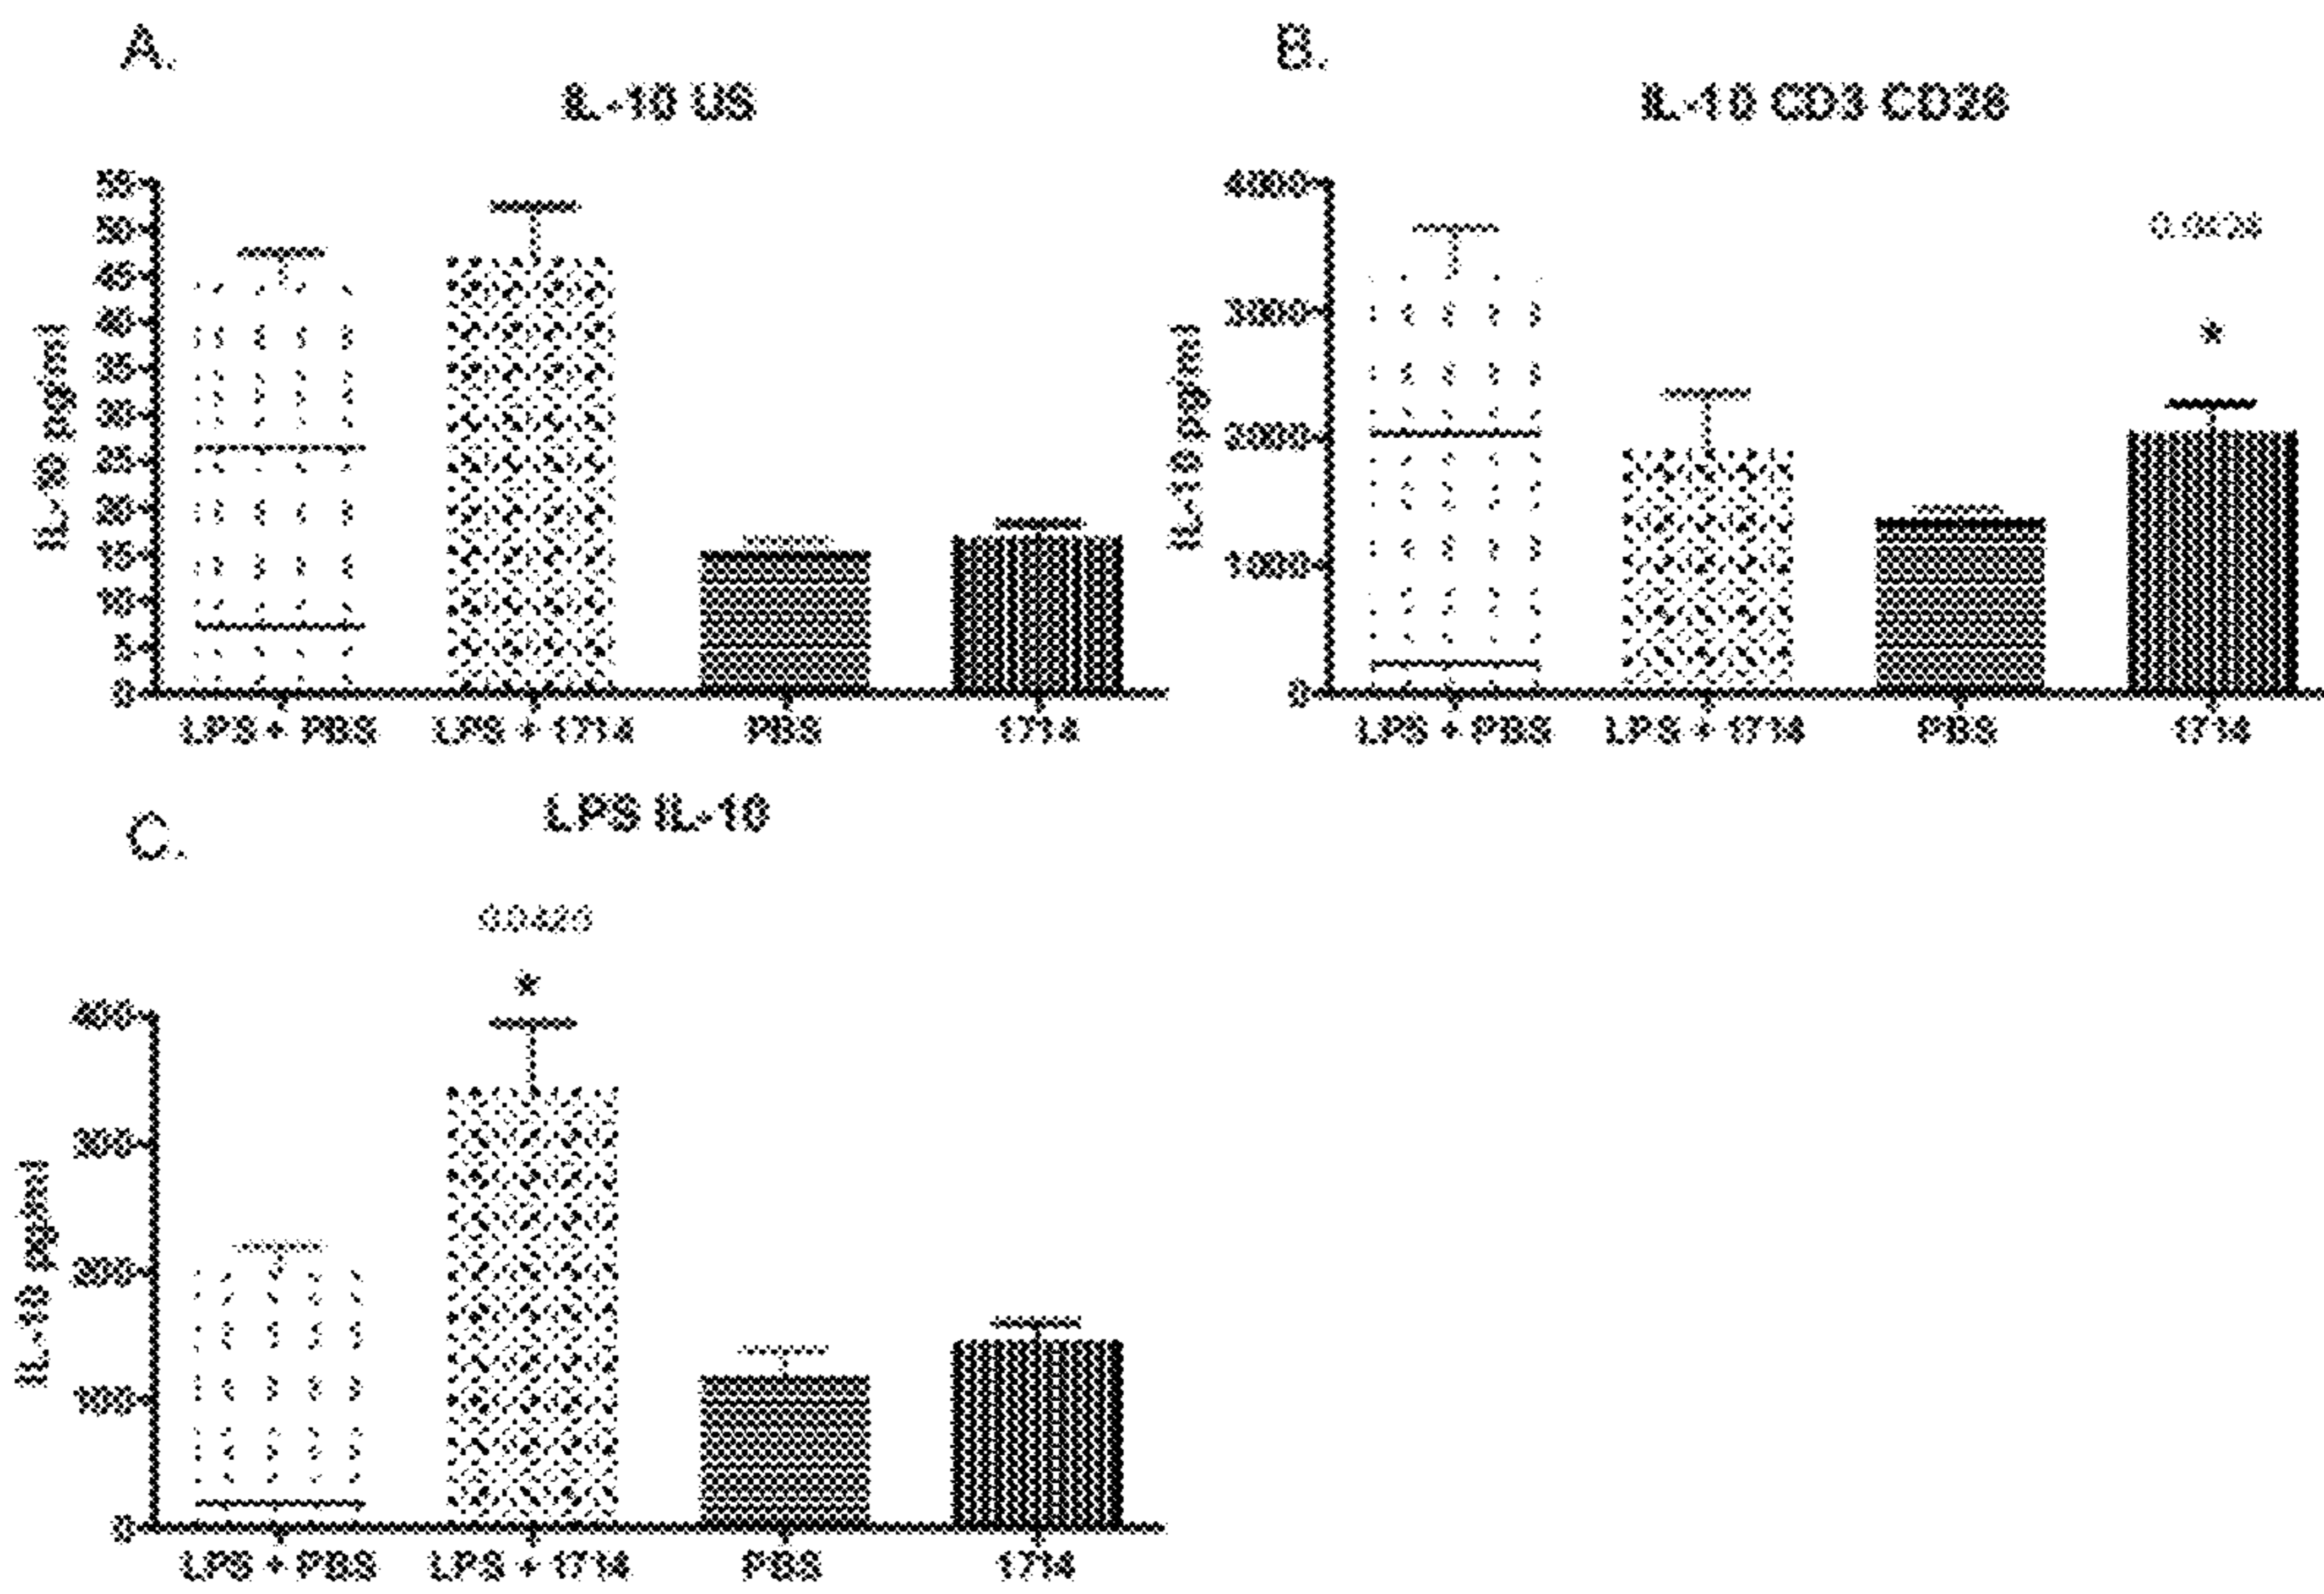 A.
IL-10 US
IL-10 pg/ml
55
50
45
40
35
30
25
20
15
10
5
0
LPS + PBS LPS + 1714 PBS 1714
B.
IL-10 CD3 CD28
IL-10 pg/ml
4000
3000
2000
1000
0
*
LPS + PBS LPS + 1714 PBS 1714
C.
LPS IL-10
*
IL-10 pg/ml
400
300
200
100
0
LPS + PBS LPS + 1714 PBS 1714